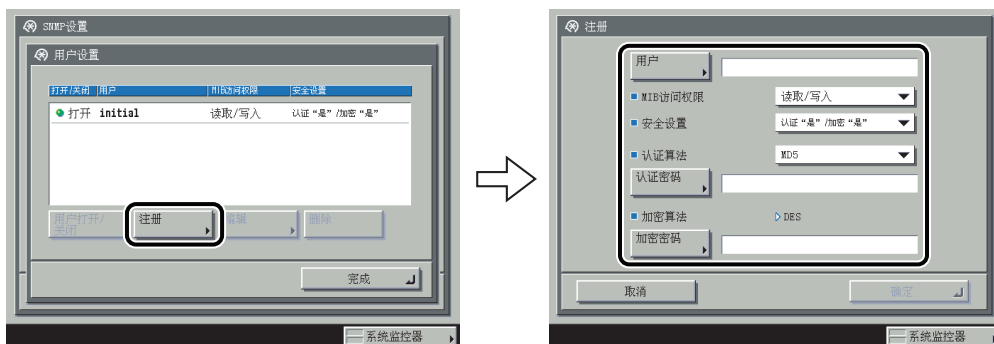 SNMP设置
用户设置
打开/关闭 用户 MIB访问权限 安全设置
打开 initial 读取/写入 认证“是”/加密“是”
用户打开/
关闭
注册
编辑
删除
完成
系统监控器
注册
用户
MIB访问权限 读取/写入
安全设置 认证“是”/加密“是”
认证算法 MD5
认证密码
加密算法 DES
加密密码
取消
确定
系统监控器